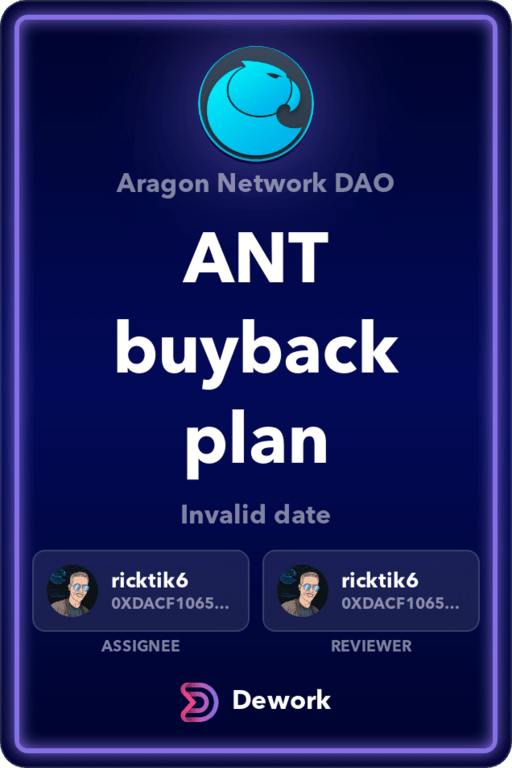 Aragon Network DAO
ANT
buyback
plan
Invalid date
ricktik6
0XDACF1065...
ASSIGNEE
ricktik6
0XDACF1065...
REVIEWER
Dework